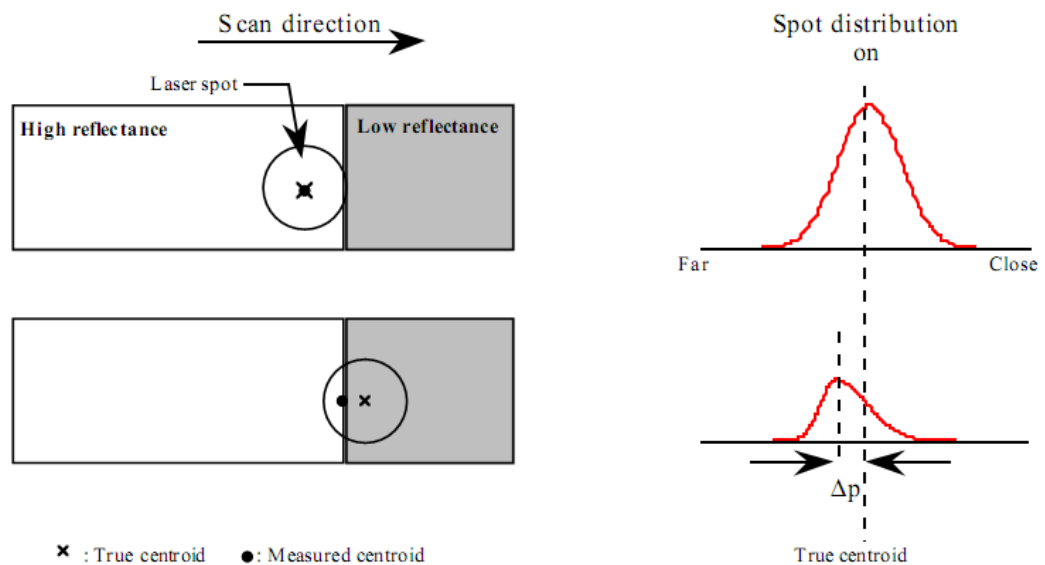 Scan direction
Laser spot
High reflectance
Low reflectance
Spot distribution
on
Far
Close
Δp
× : True centroid
●: Measured centroid
True centroid